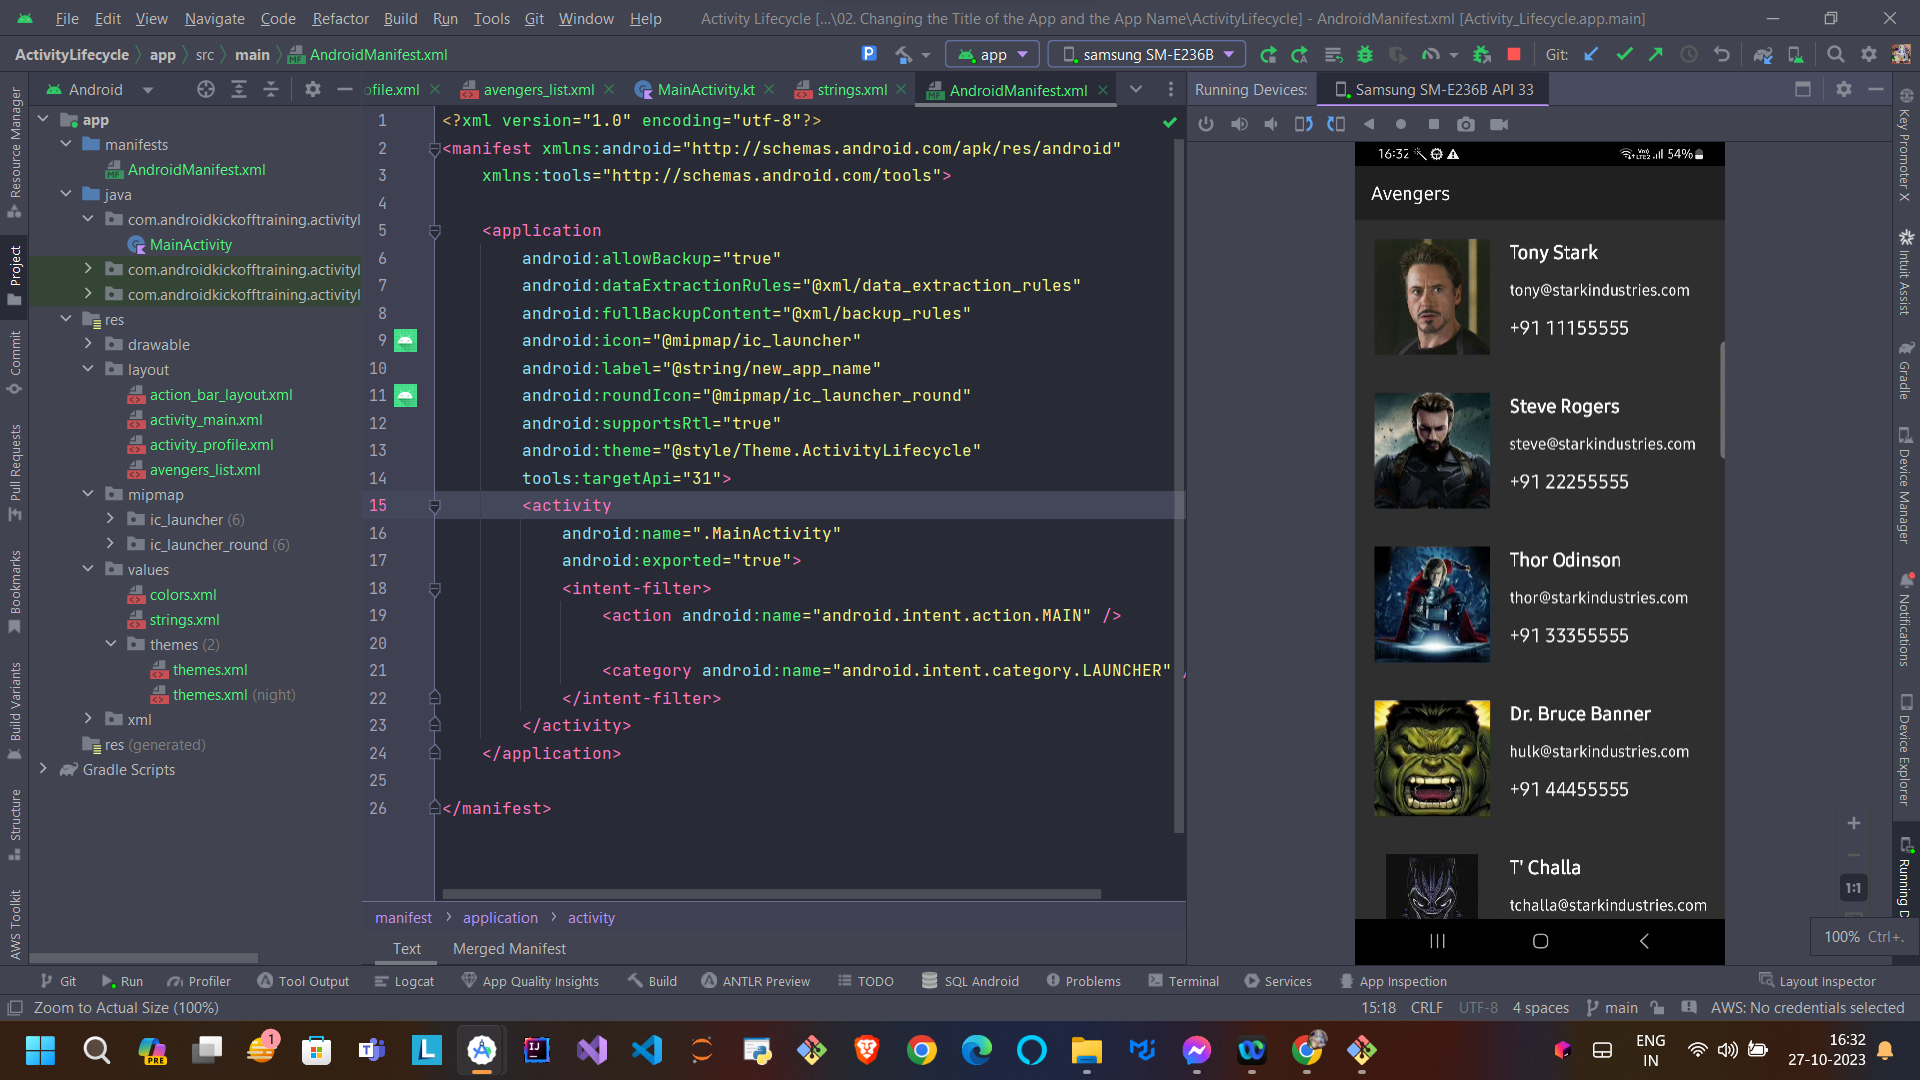 File Edit View Navigate Code Refactor Build Run Tools Git Window Help
Activity Lifecycle [...\02. Changing the Title of the App and the App Name\ActivityLifecycle] - AndroidManifest.xml [Activity_Lifecycle.app.main]
ActivityLifecycle app src main AndroidManifest.xml
app
samsung SM-E236B
Git:
Android
ofile.xml avengers_list.xml MainActivity.kt strings.xml AndroidManifest.xml
Running Devices: Samsung SM-E236B API 33
Resource Manager
Project
Commit
Pull Requests
Bookmarks
Build Variants
Structure
AWS Toolkit
app
manifests
AndroidManifest.xml
java
com.androidkickofftraining.activityl
MainActivity
com.androidkickofftraining.activityl
com.androidkickofftraining.activityl
res
drawable
layout
action_bar_layout.xml
activity_main.xml
activity_profile.xml
avengers_list.xml
mipmap
ic_launcher (6)
ic_launcher_round (6)
values
colors.xml
strings.xml
themes (2)
themes.xml
themes.xml (night)
xml
res (generated)
Gradle Scripts
1 <?xml version="1.0" encoding="utf-8"?>
2 <manifest xmlns:android="http://schemas.android.com/apk/res/android"
3 xmlns:tools="http://schemas.android.com/tools">
4
5 <application
6 android:allowBackup="true"
7 android:dataExtractionRules="@xml/data_extraction_rules"
8 android:fullBackupContent="@xml/backup_rules"
9 android:icon="@mipmap/ic_launcher"
10 android:label="@string/new_app_name"
11 android:roundIcon="@mipmap/ic_launcher_round"
12 android:supportsRtl="true"
13 android:theme="@style/Theme.ActivityLifecycle"
14 tools:targetApi="31">
15 <activity
16 android:name=".MainActivity"
17 android:exported="true">
18 <intent-filter>
19 <action android:name="android.intent.action.MAIN" />
20
21 <category android:name="android.intent.category.LAUNCHER" /
22 </intent-filter>
23 </activity>
24 </application>
25
26 </manifest>
manifest application activity
Text Merged Manifest
16:32 54%
Avengers
Tony Stark
tony@starkindustries.com
+91 11155555
Steve Rogers
steve@starkindustries.com
+91 22255555
Thor Odinson
thor@starkindustries.com
+91 33355555
Dr. Bruce Banner
hulk@starkindustries.com
+91 44455555
T' Challa
tchalla@starkindustries.com
1:1
100% Ctrl+.
Key Promoter X
Intuit Assist
Gradle
Device Manager
Notifications
Device Explorer
Running D
Git Run Profiler Tool Output Logcat App Quality Insights Build ANTLR Preview TODO SQL Android Problems Terminal Services App Inspection Layout Inspector
Zoom to Actual Size (100%)
15:18 CRLF UTF-8 4 spaces main AWS: No credentials selected
PRE
1
ENG
IN
16:32
27-10-2023